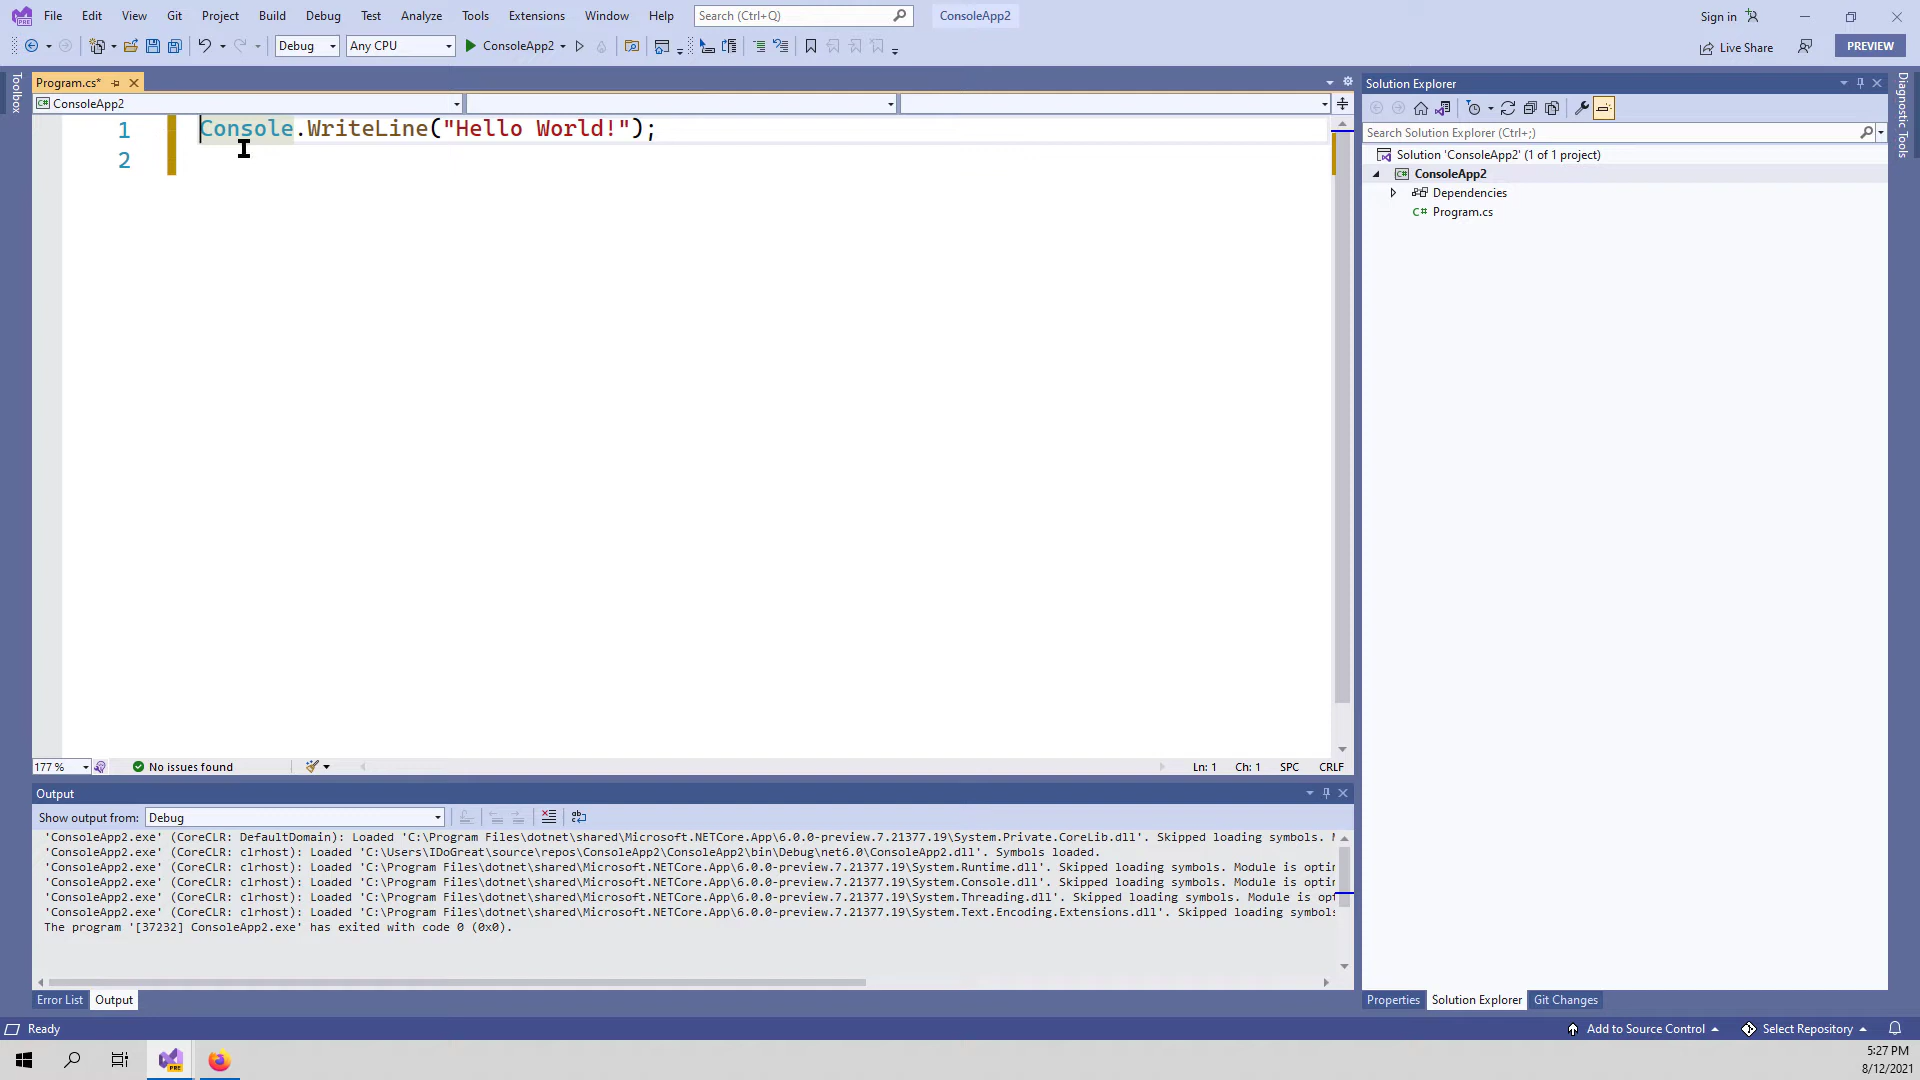 File Edit View Git Project Build Debug Test Analyze Tools Extensions Window Help Search (Ctrl+Q) ConsoleApp2 Sign in
Debug Any CPU ConsoleApp2 Live Share PREVIEW
Toolbox
Program.cs*
ConsoleApp2
1 Console.WriteLine("Hello World!");
2
177 % No issues found Ln: 1 Ch: 1 SPC CRLF
Output
Show output from: Debug
'ConsoleApp2.exe' (CoreCLR: DefaultDomain): Loaded 'C:\Program Files\dotnet\shared\Microsoft.NETCore.App\6.0.0-preview.7.21377.19\System.Private.CoreLib.dll'. Skipped loading symbols.
'ConsoleApp2.exe' (CoreCLR: clrhost): Loaded 'C:\Users\IDoGreat\source\repos\ConsoleApp2\ConsoleApp2\bin\Debug\net6.0\ConsoleApp2.dll'. Symbols loaded.
'ConsoleApp2.exe' (CoreCLR: clrhost): Loaded 'C:\Program Files\dotnet\shared\Microsoft.NETCore.App\6.0.0-preview.7.21377.19\System.Runtime.dll'. Skipped loading symbols. Module is optin
'ConsoleApp2.exe' (CoreCLR: clrhost): Loaded 'C:\Program Files\dotnet\shared\Microsoft.NETCore.App\6.0.0-preview.7.21377.19\System.Console.dll'. Skipped loading symbols. Module is optin
'ConsoleApp2.exe' (CoreCLR: clrhost): Loaded 'C:\Program Files\dotnet\shared\Microsoft.NETCore.App\6.0.0-preview.7.21377.19\System.Threading.dll'. Skipped loading symbols. Module is opt
'ConsoleApp2.exe' (CoreCLR: clrhost): Loaded 'C:\Program Files\dotnet\shared\Microsoft.NETCore.App\6.0.0-preview.7.21377.19\System.Text.Encoding.Extensions.dll'. Skipped loading symbols
The program '[37232] ConsoleApp2.exe' has exited with code 0 (0x0).
Error List Output
Solution Explorer
Search Solution Explorer (Ctrl+;)
Solution 'ConsoleApp2' (1 of 1 project)
C# ConsoleApp2
Dependencies
C# Program.cs
Properties Solution Explorer Git Changes
Diagnostic Tools
Ready Add to Source Control Select Repository
PRE
5:27 PM
8/12/2021